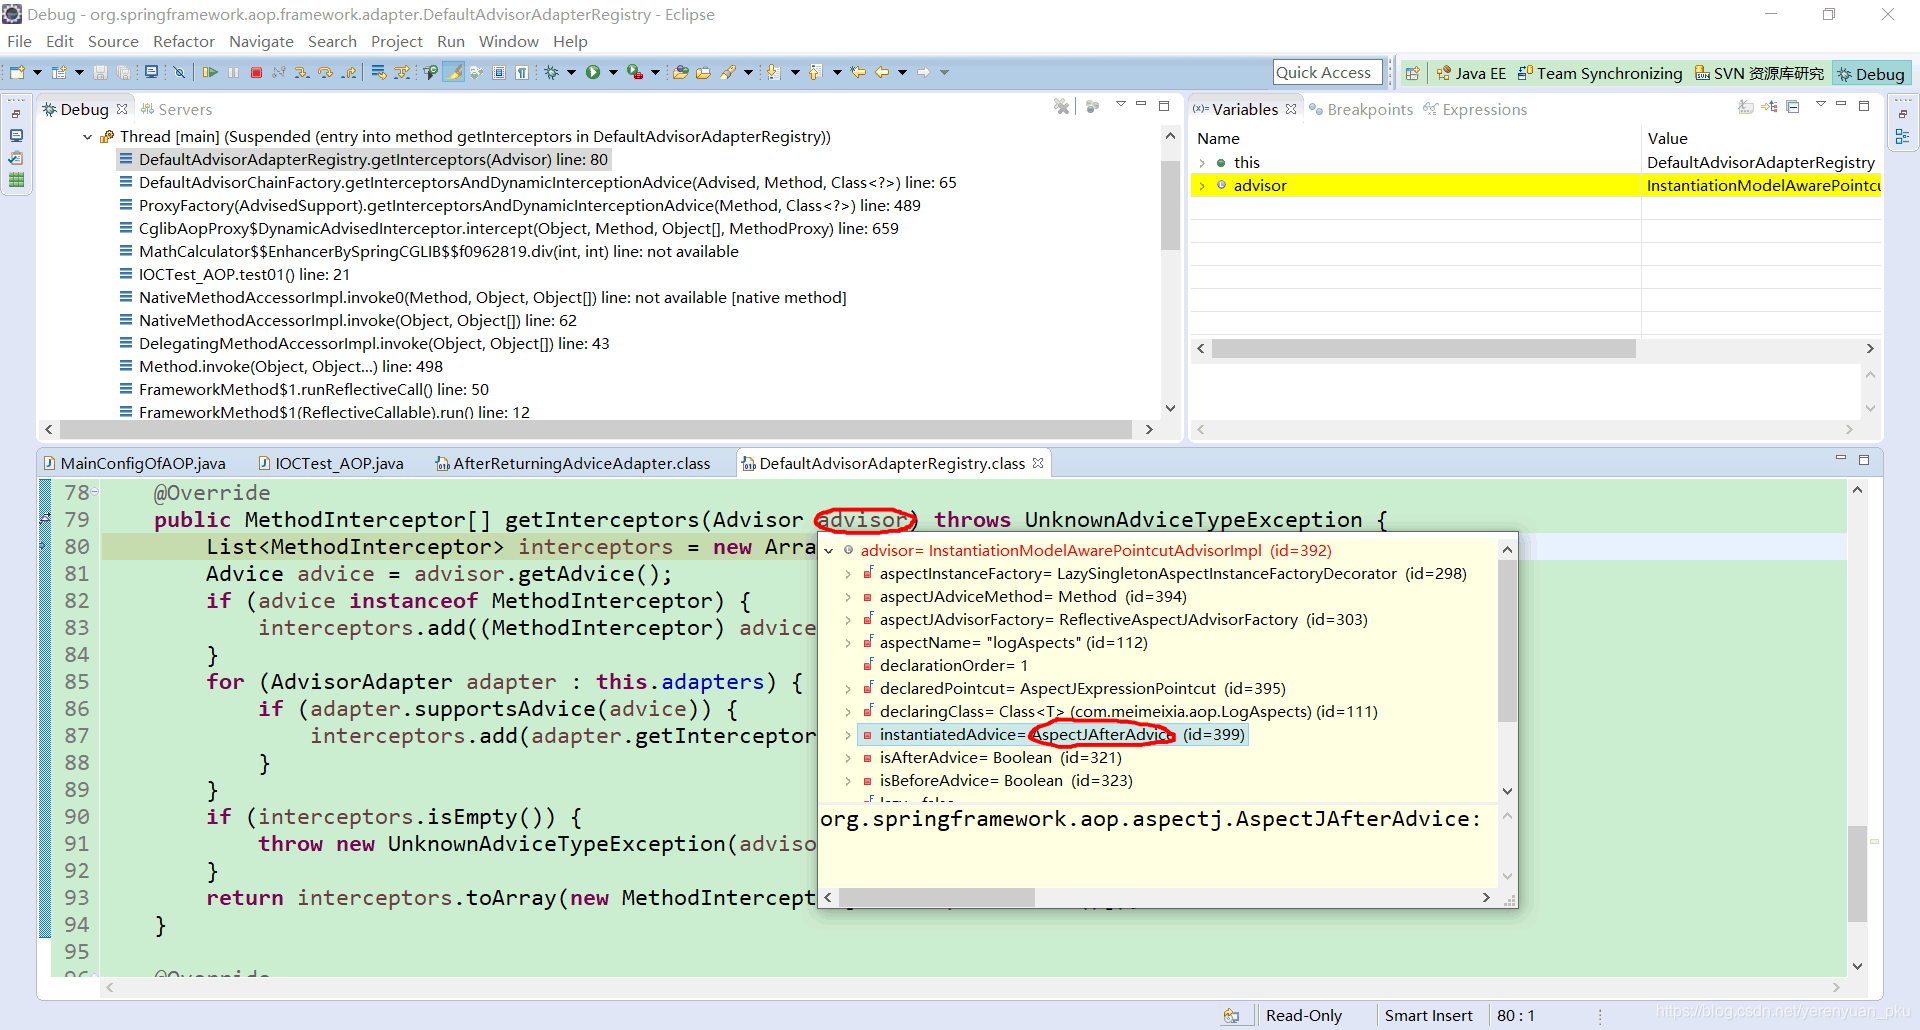 Debug - org.springframework.aop.framework.adapter.DefaultAdvisorAdapterRegistry - Eclipse
File Edit Source Refactor Navigate Search Project Run Window Help
Quick Access Java EE Team Synchronizing SVN 资源库研究 Debug
Debug Servers
Thread [main] (Suspended (entry into method getInterceptors in DefaultAdvisorAdapterRegistry))
DefaultAdvisorAdapterRegistry.getInterceptors(Advisor) line: 80
DefaultAdvisorChainFactory.getInterceptorsAndDynamicInterceptionAdvice(Advised, Method, Class<?>) line: 65
ProxyFactory(AdvisedSupport).getInterceptorsAndDynamicInterceptionAdvice(Method, Class<?>) line: 489
CglibAopProxy$DynamicAdvisedInterceptor.intercept(Object, Method, Object[], MethodProxy) line: 659
MathCalculator$$EnhancerBySpringCGLIB$$f0962819.div(int, int) line: not available
IOCTest_AOP.test01() line: 21
NativeMethodAccessorImpl.invoke0(Method, Object, Object[]) line: not available [native method]
NativeMethodAccessorImpl.invoke(Object, Object[]) line: 62
DelegatingMethodAccessorImpl.invoke(Object, Object[]) line: 43
Method.invoke(Object, Object...) line: 498
FrameworkMethod$1.runReflectiveCall() line: 50
FrameworkMethod$1(ReflectiveCallable).run() line: 12
(x)= Variables Breakpoints Expressions
Name Value
this DefaultAdvisorAdapterRegistry
advisor InstantiationModelAwarePointcu
MainConfigOfAOP.java IOCTest_AOP.java AfterReturningAdviceAdapter.class DefaultAdvisorAdapterRegistry.class
78 @Override
79 public MethodInterceptor[] getInterceptors(Advisor advisor) throws UnknownAdviceTypeException {
80 List<MethodInterceptor> interceptors = new Arra
81 Advice advice = advisor.getAdvice();
82 if (advice instanceof MethodInterceptor) {
83 interceptors.add((MethodInterceptor) advice
84 }
85 for (AdvisorAdapter adapter : this.adapters) {
86 if (adapter.supportsAdvice(advice)) {
87 interceptors.add(adapter.getInterceptor
88 }
89 }
90 if (interceptors.isEmpty()) {
91 throw new UnknownAdviceTypeException(adviso
92 }
93 return interceptors.toArray(new MethodIntercept
94 }
95
96 @Override
advisor= InstantiationModelAwarePointcutAdvisorImpl (id=392)
aspectInstanceFactory= LazySingletonAspectInstanceFactoryDecorator (id=298)
aspectJAdviceMethod= Method (id=394)
aspectJAdvisorFactory= ReflectiveAspectJAdvisorFactory (id=303)
aspectName= "logAspects" (id=112)
declarationOrder= 1
declaredPointcut= AspectJExpressionPointcut (id=395)
declaringClass= Class<T> (com.meimeixia.aop.LogAspects) (id=111)
instantiatedAdvice= AspectJAfterAdvice (id=399)
isAfterAdvice= Boolean (id=321)
isBeforeAdvice= Boolean (id=323)
lazy= false
org.springframework.aop.aspectj.AspectJAfterAdvice:
Read-Only Smart Insert 80 : 1
https://blog.csdn.net/yerenyuan_pku